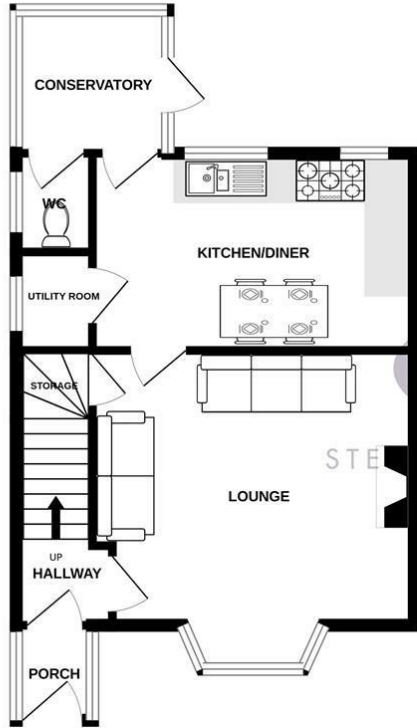 CONSERVATORY
WC
KITCHEN/DINER
UTILITY ROOM
STORAGE
STE
LOUNGE
UP
HALLWAY
PORCH